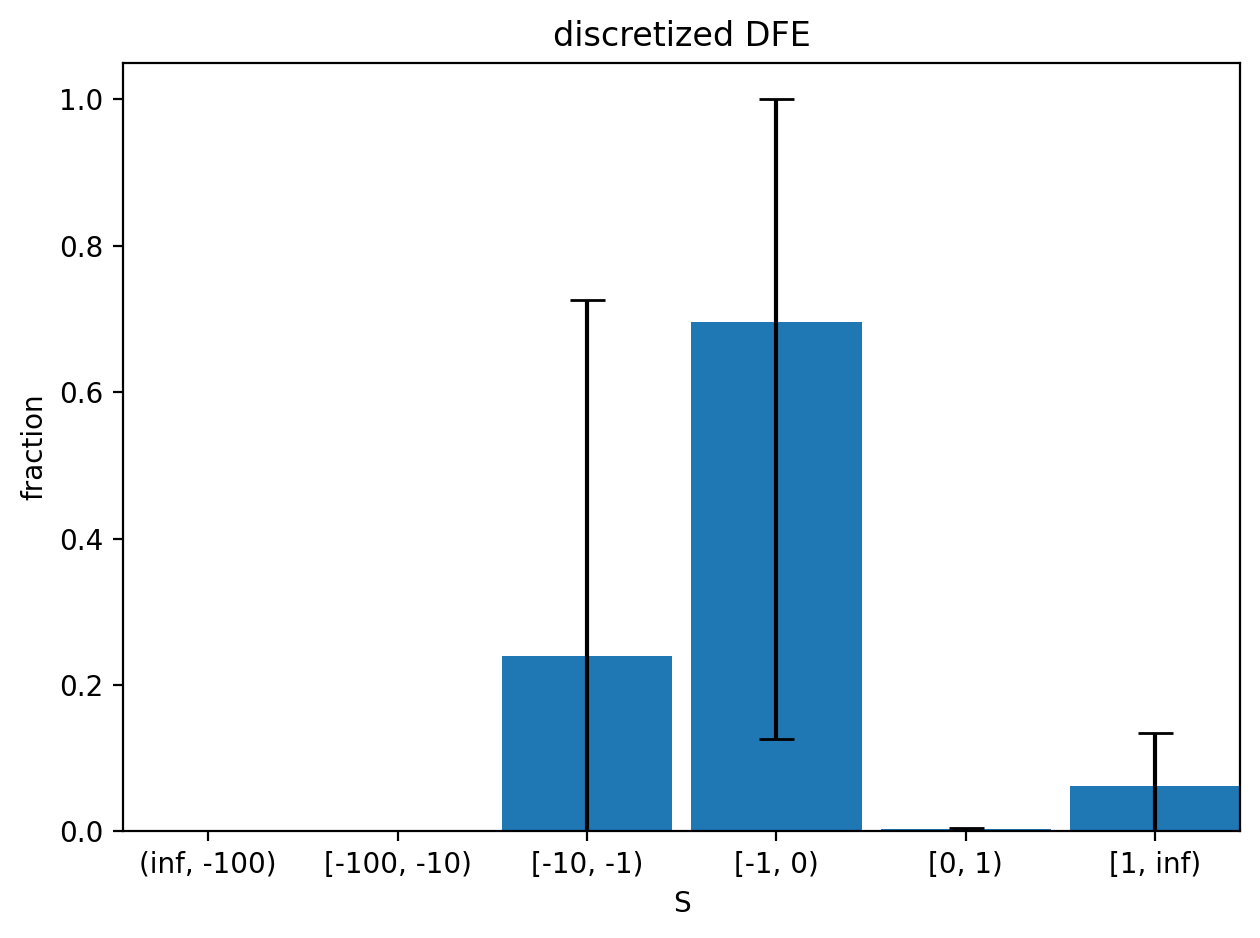 discretized DFE
1.0
0.8
0.6
0.4
0.2
0.0
fraction
(inf, -100)
[-100, -10)
[-10, -1)
[-1, 0)
[0, 1)
[1, inf)
S